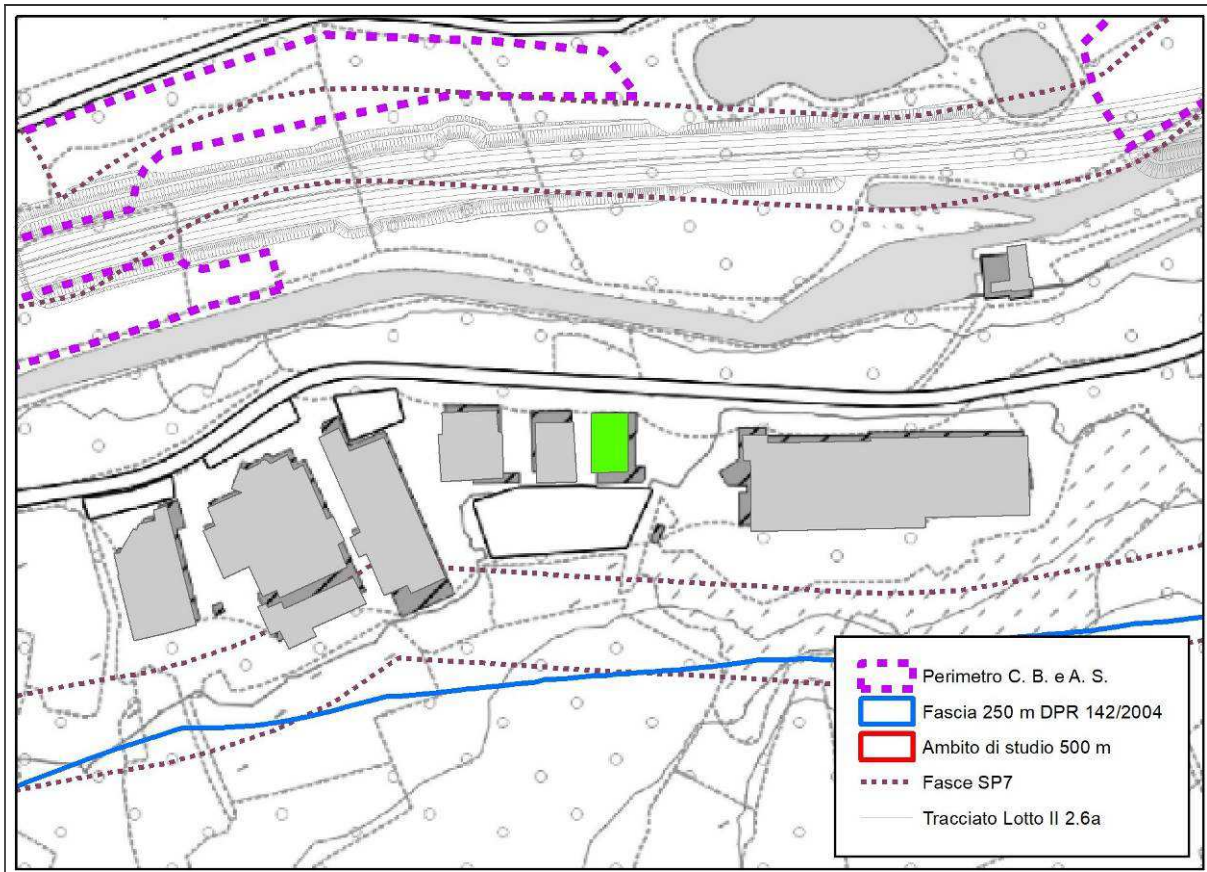 Perimetro C. B. e A. S.
Fascia 250 m DPR 142/2004
Ambito di studio 500 m
Fasce SP7
Tracciato Lotto II 2.6a